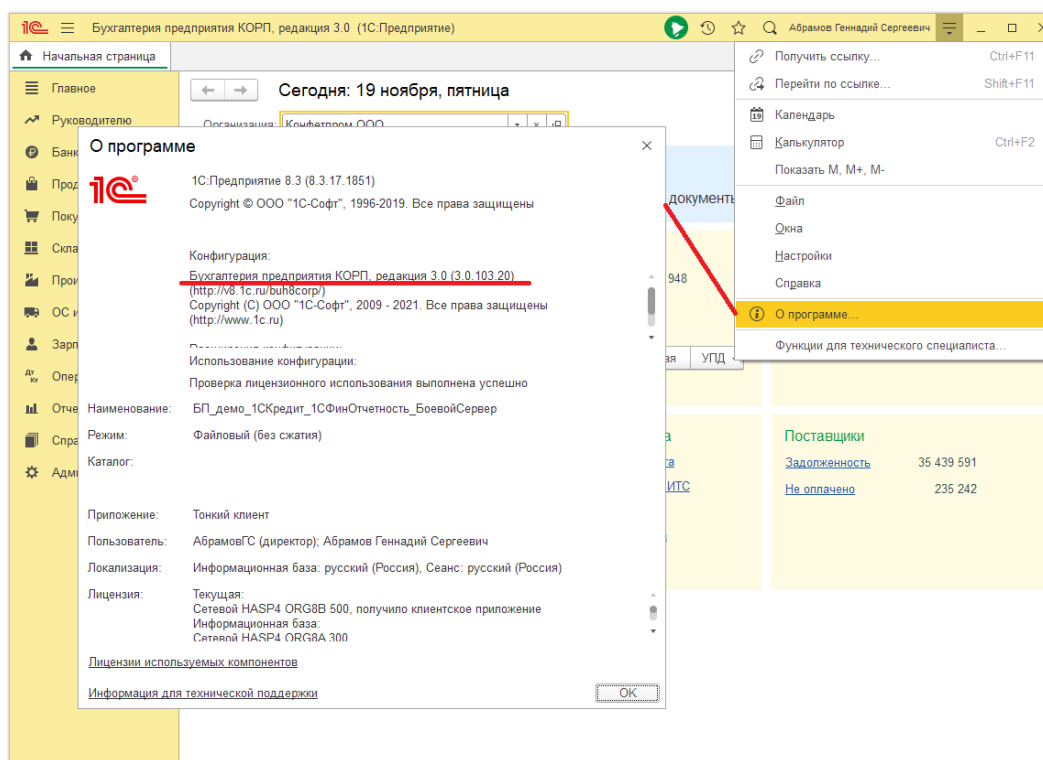 1С Бухгалтерия предприятия КОРП, редакция 3.0 (1С:Предприятие) Абрамов Геннадий Сергеевич
Начальная страница
Главное
Руководителю
ОС и
Сегодня: 19 ноября, пятница
Организация: Конфетпром ООО
документы
948
УПД
ИТС
Поставщики
Задолженность 35 439 591
Не оплачено 235 242
Получить ссылку... Ctrl+F11
Перейти по ссылке... Shift+F11
19 Календарь
Калькулятор Ctrl+F2
Показать M, M+, M-
Файл
Окна
Настройки
Справка
О программе...
Функции для технического специалиста...
О программе
1С
1С:Предприятие 8.3 (8.3.17.1851)
Copyright © ООО "1С-Софт", 1996-2019. Все права защищены
Конфигурация:
Бухгалтерия предприятия КОРП, редакция 3.0 (3.0.103.20)
(http://v8.1c.ru/buh8corp/)
Copyright (С) ООО "1С-Софт", 2009 - 2021. Все права защищены
(http://www.1c.ru)
Использование конфигурации:
Проверка лицензионного использования выполнена успешно
Наименование: БП_демо_1СКредит_1СФинОтчетность_БоевойСервер
Режим: Файловый (без сжатия)
Каталог:
Приложение: Тонкий клиент
Пользователь: АбрамовГС (директор); Абрамов Геннадий Сергеевич
Локализация: Информационная база: русский (Россия), Сеанс: русский (Россия)
Лицензия: Текущая:
Сетевой HASP4 ORG8B 500, получило клиентское приложение
Информационная база:
Сетевой HASP4 ORG8A 300
Лицензии используемых компонентов
Информация для технической поддержки
OK